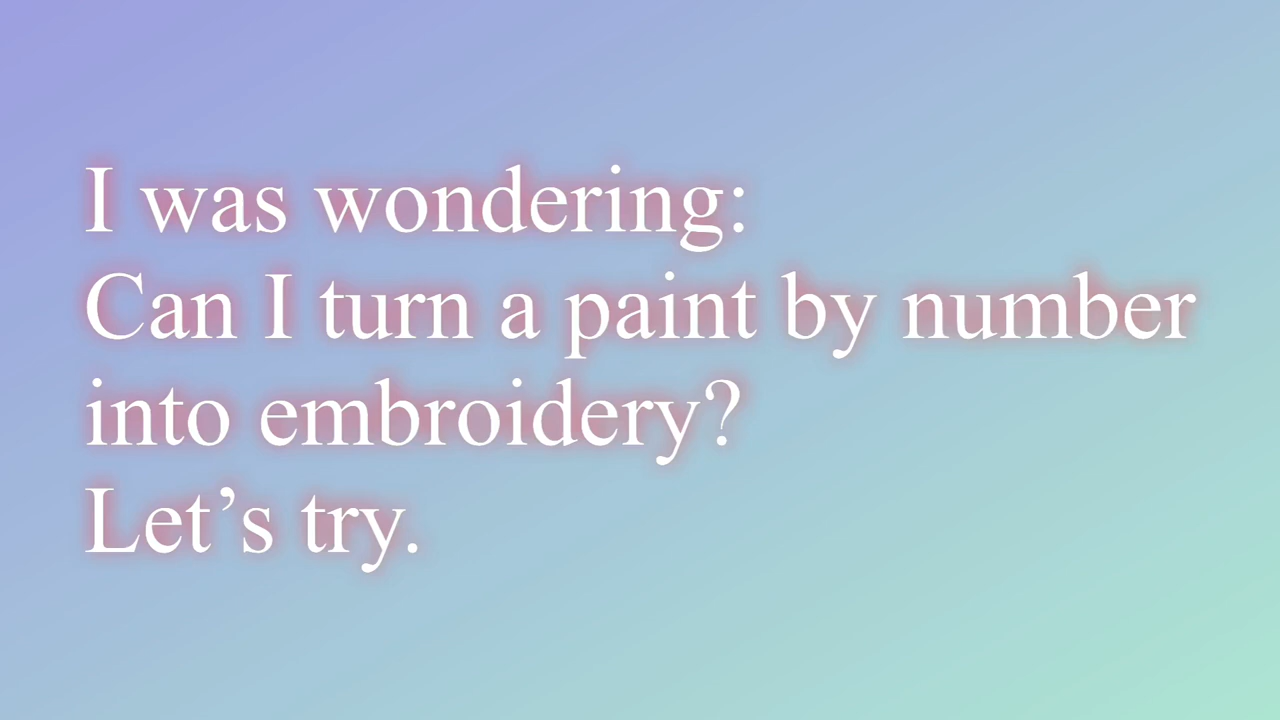 I was wondering:
Can I turn a paint by number
into embroidery?
Let’s try.